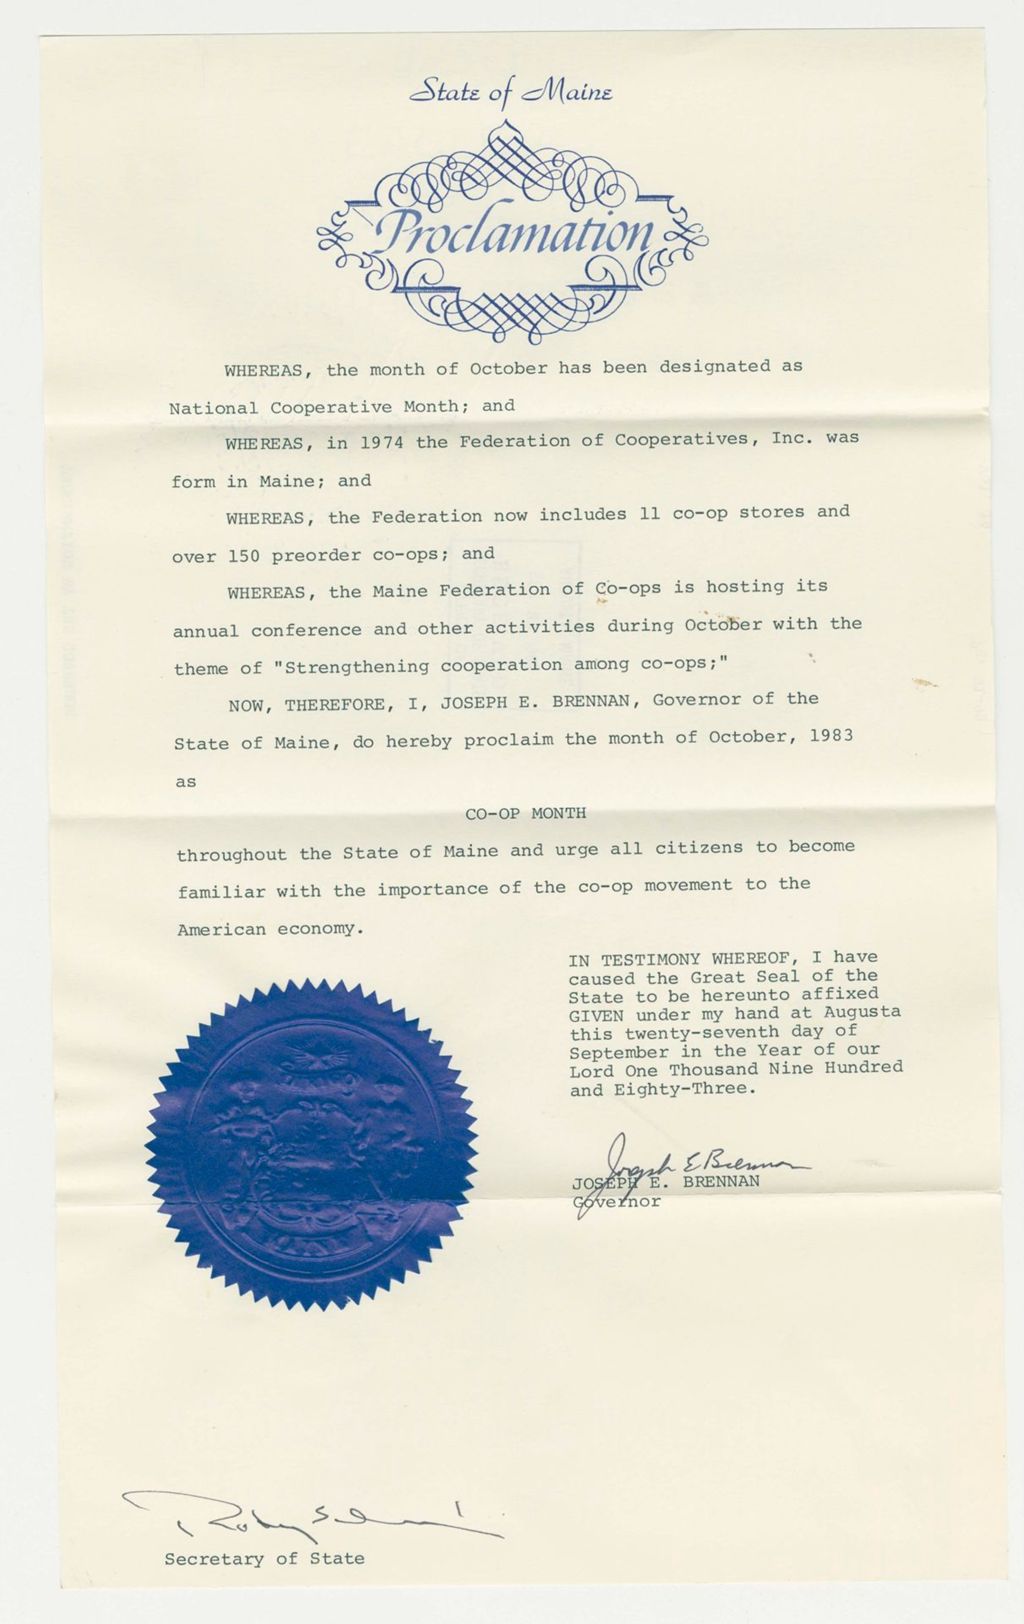 State of Maine
Proclamation
WHEREAS, the month of October has been designated as
National Cooperative Month; and
WHEREAS, in 1974 the Federation of Cooperatives, Inc. was
form in Maine; and
WHEREAS, the Federation now includes 11 co-op stores and
over 150 preorder co-ops; and
WHEREAS, the Maine Federation of Co-ops is hosting its
annual conference and other activities during October with the
theme of "Strengthening cooperation among co-ops;"
NOW, THEREFORE, I, JOSEPH E. BRENNAN, Governor of the
State of Maine, do hereby proclaim the month of October, 1983
as
CO-OP MONTH
throughout the State of Maine and urge all citizens to become
familiar with the importance of the co-op movement to the
American economy.
IN TESTIMONY WHEREOF, I have
caused the Great Seal of the
State to be hereunto affixed
GIVEN under my hand at Augusta
this twenty-seventh day of
September in the Year of our
Lord One Thousand Nine Hundred
and Eighty-Three.
Joseph E Brennan
JOSEPH E. BRENNAN
Governor
Secretary of State